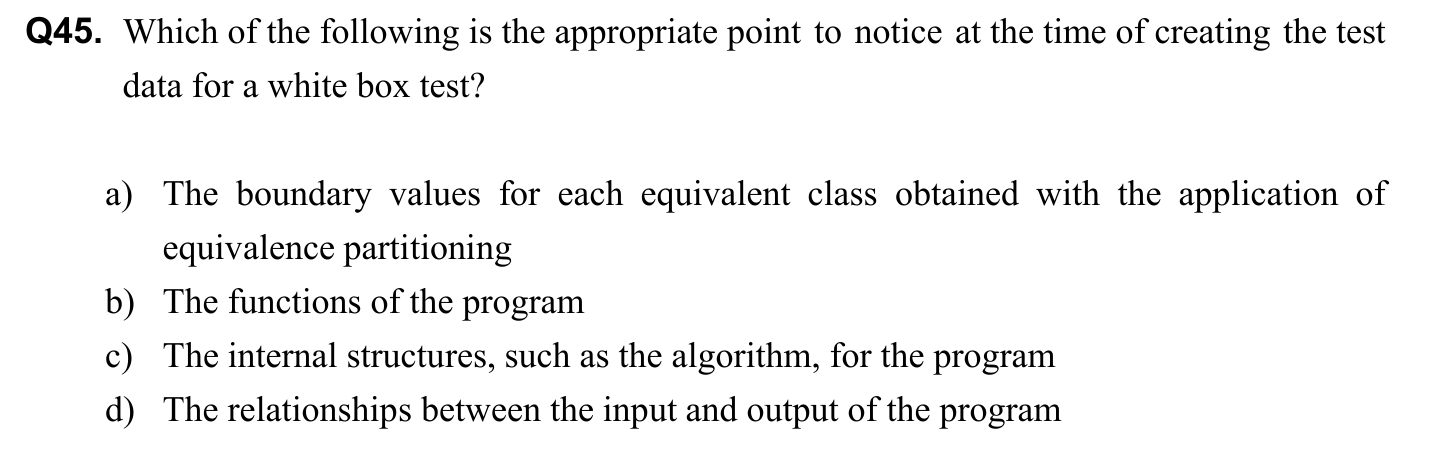 Q45. Which of the following is the appropriate point to notice at the time of creating the test
data for a white box test?
a) The boundary values for each equivalent class obtained with the application of
equivalence partitioning
b) The functions of the program
c) The internal structures, such as the algorithm, for the program
d) The relationships between the input and output of the program